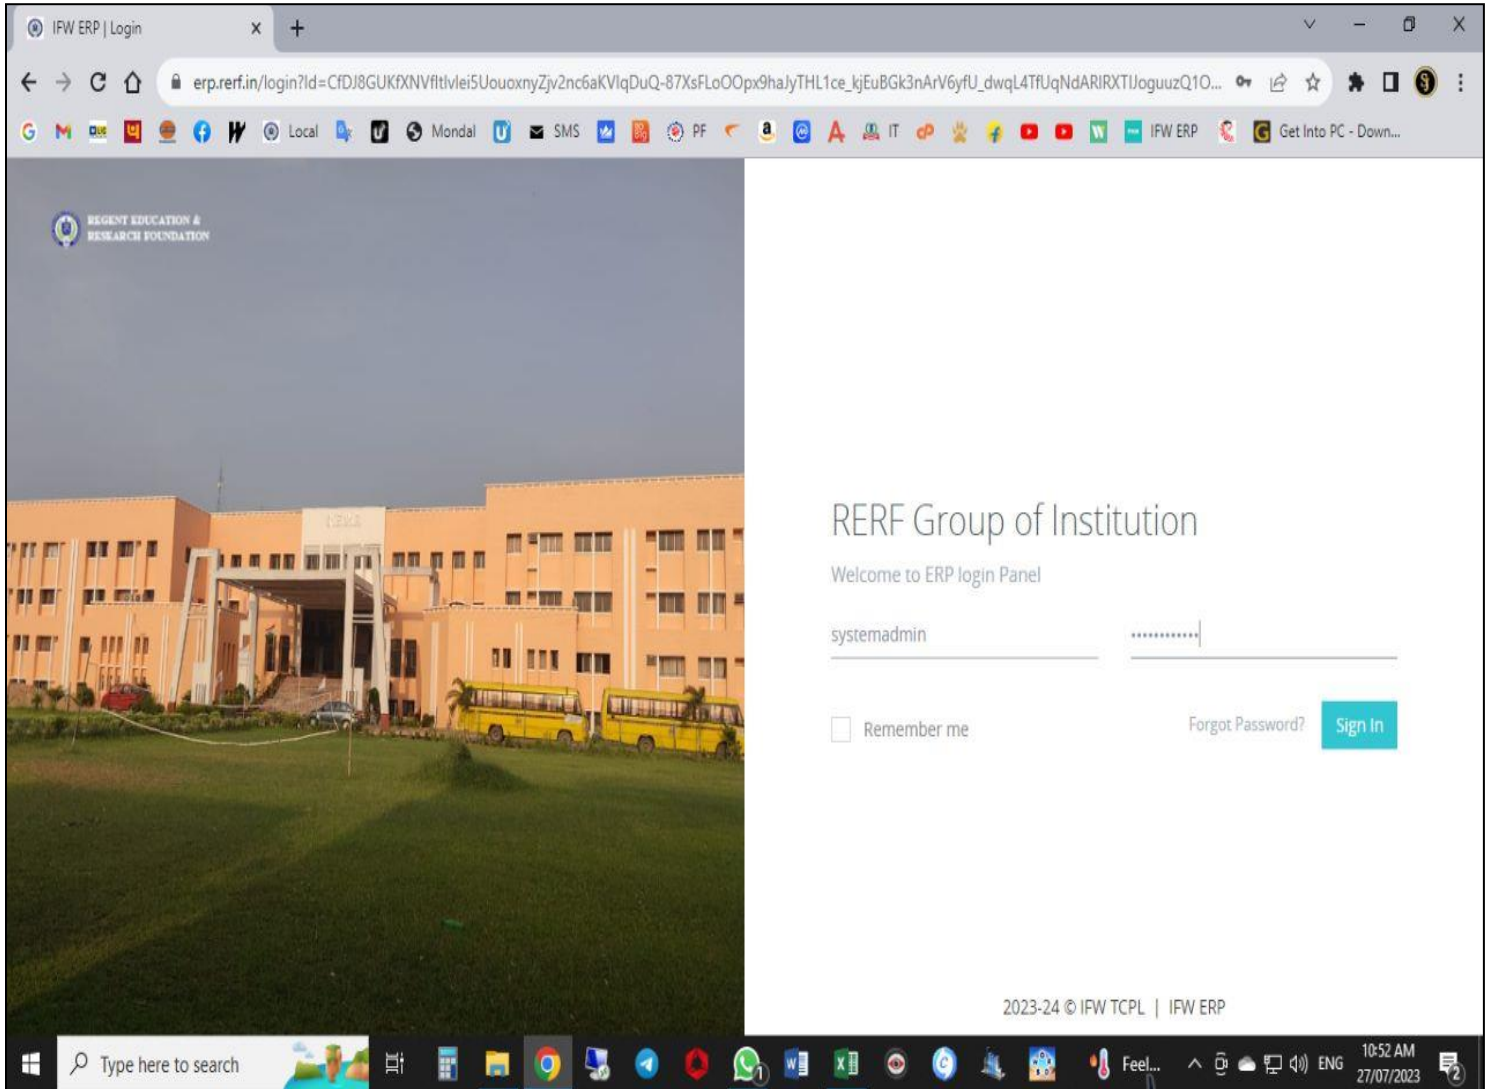 IFW ERP | Login
erp.rerf.in/login?Id=
Local
Mondal
SMS
PF
IT
IFW ERP
Get Into PC - Down...
REGENT EDUCATION &
RESEARCH FOUNDATION
RERF Group of Institution
Welcome to ERP login Panel
systemadmin
••••••••••••
Remember me
Forgot Password?
Sign In
2023-24 © IFW TCPL | IFW ERP
Type here to search
1
Feel...
ENG
10:52 AM
27/07/2023
2